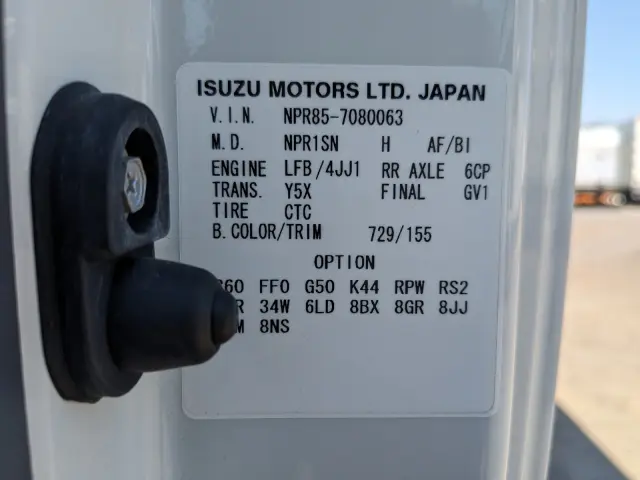 ISUZU MOTORS LTD. JAPAN
V.I.N. NPR85-7080063
M.D. NPR1SN H AF/BI
ENGINE LFB/4JJ1 RR AXLE 6CP
TRANS. Y5X FINAL GV1
TIRE CTC
B.COLOR/TRIM 729/155
OPTION
FF0 G50 K44 RPW RS2
34W 6LD 8BX 8GR 8JJ
8NS